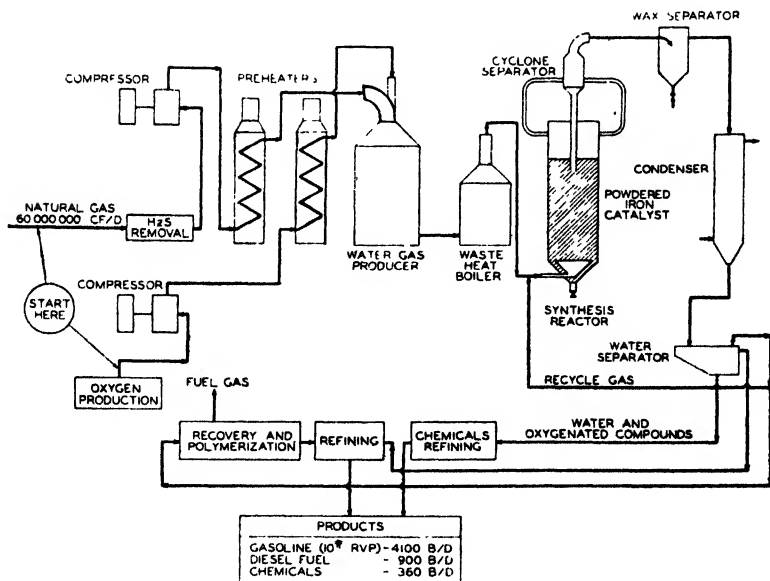 WAX SEPARATOR
CYCLONE
SEPARATOR
COMPRESSOR
PREHEATERS
CONDENSER
POWDERED
IRON
CATALYST
NATURAL GAS
60 000 000 CF/D
H2S
REMOVAL
WATER GAS
PRODUCER
WASTE
HEAT
BOILER
COMPRESSOR
START
HERE
SYNTHESIS
REACTOR
WATER
SEPARATOR
OXYGEN
PRODUCTION
FUEL GAS
RECYCLE GAS
RECOVERY AND
POLYMERIZATION
REFINING
CHEMICALS
REFINING
WATER AND
OXYGENATED COMPOUNDS
PRODUCTS
GASOLINE (10# RVP)-4100 B/D
DIESEL FUEL - 900 B/D
CHEMICALS - 360 B/D